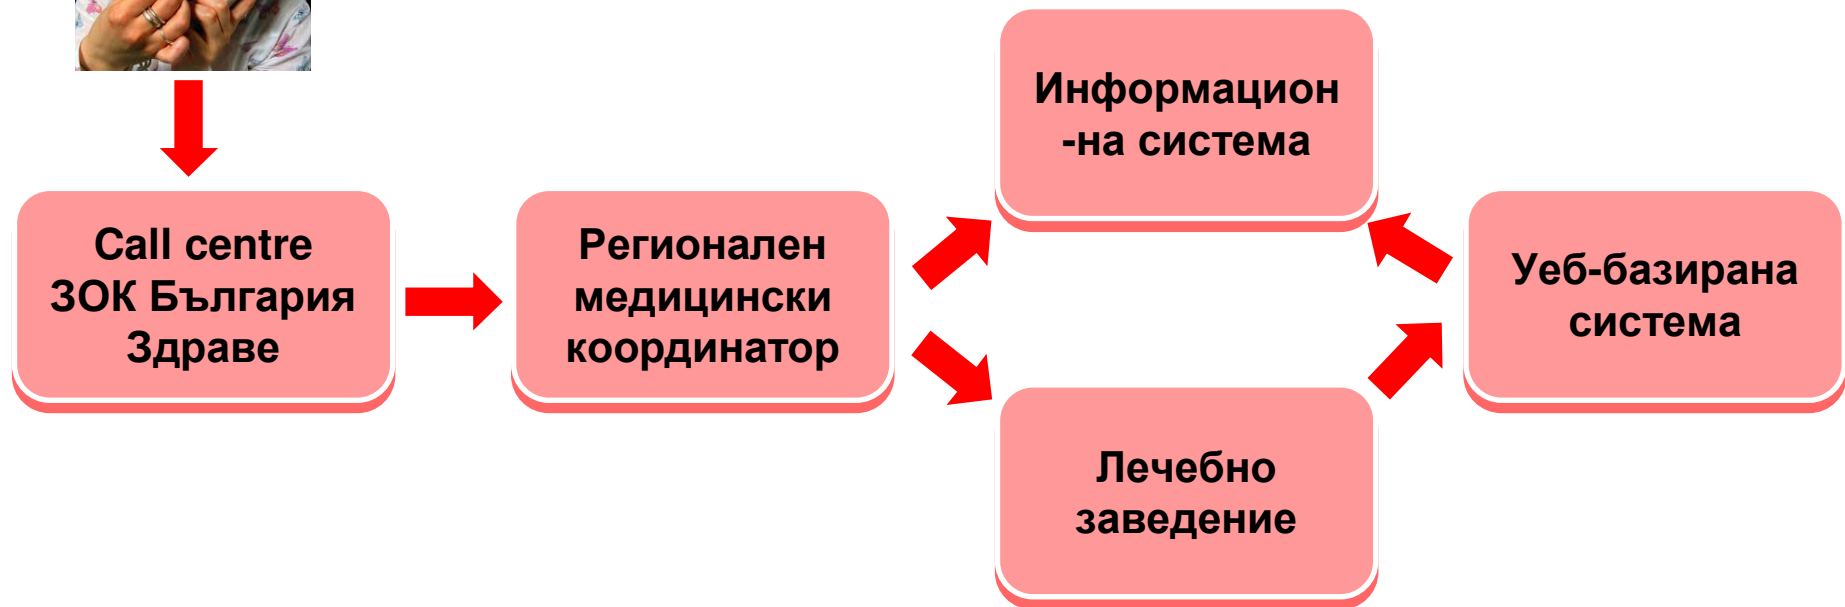 Call centre
ЗОК България
Здраве
Регионален
медицински
координатор
Информацион
-на система
Лечебно
заведение
Уеб-базирана
система